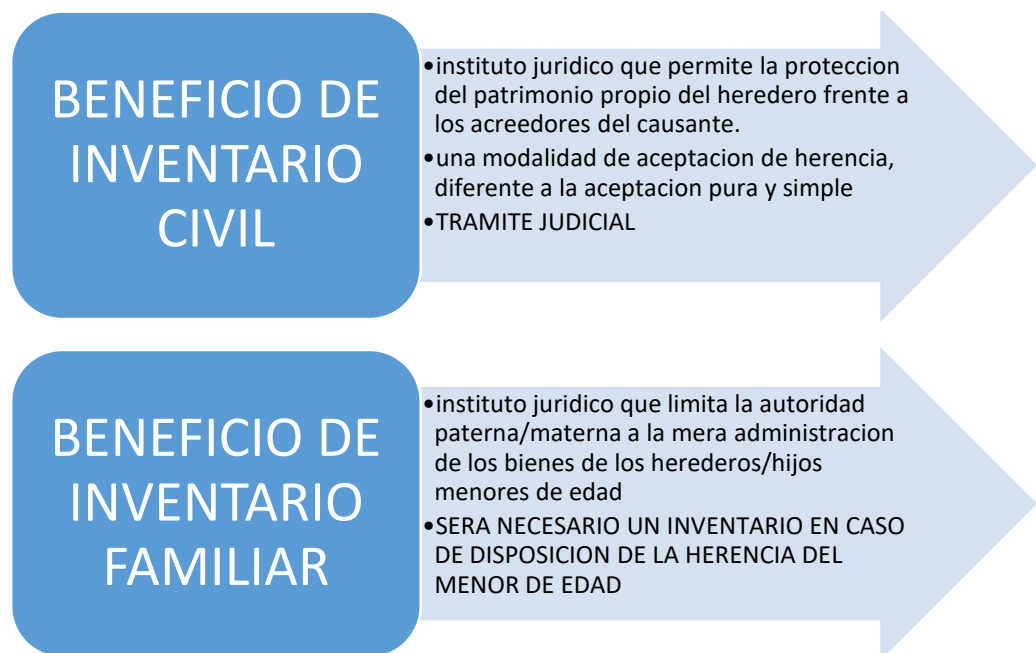 BENEFICIO DE
INVENTARIO
CIVIL
•instituto juridico que permite la proteccion
del patrimonio propio del heredero frente a
los acreedores del causante.
•una modalidad de aceptacion de herencia,
diferente a la aceptacion pura y simple
•TRAMITE JUDICIAL
BENEFICIO DE
INVENTARIO
FAMILIAR
•instituto juridico que limita la autoridad
paterna/materna a la mera administracion
de los bienes de los herederos/hijos
menores de edad
•SERA NECESARIO UN INVENTARIO EN CASO
DE DISPOSICION DE LA HERENCIA DEL
MENOR DE EDAD